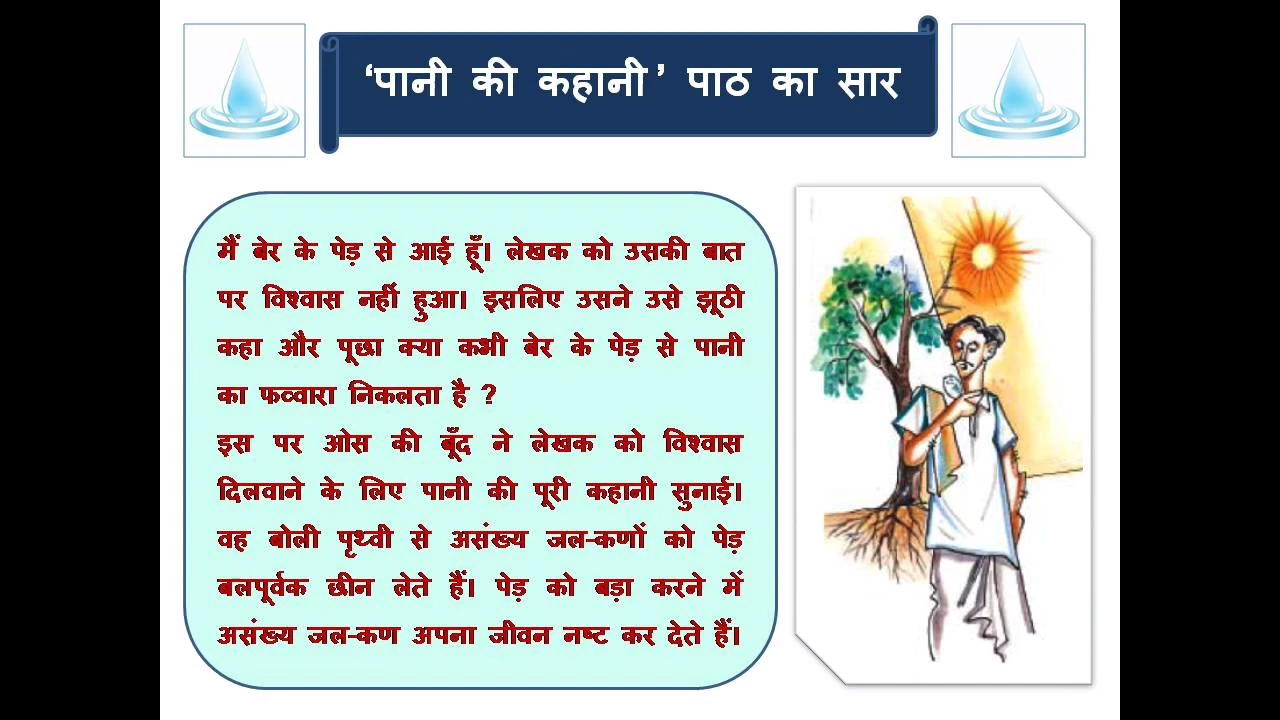 ‘पानी की कहानी’ पाठ का सार
मैं बेर के पेड़ से आई हूँ। लेखक को उसकी बात
पर विश्वास नहीं हुआ। इसलिए उसने उसे झूठी
कहा और पूछा क्या कभी बेर के पेड़ से पानी
का फव्वारा निकलता है ?
इस पर ओस की बूँद ने लेखक को विश्वास
दिलवाने के लिए पानी की पूरी कहानी सुनाई।
वह बोली पृथ्वी से असंख्य जल-कणों को पेड़
बलपूर्वक छीन लेते हैं। पेड़ को बड़ा करने में
असंख्य जल-कण अपना जीवन नष्ट कर देते हैं।